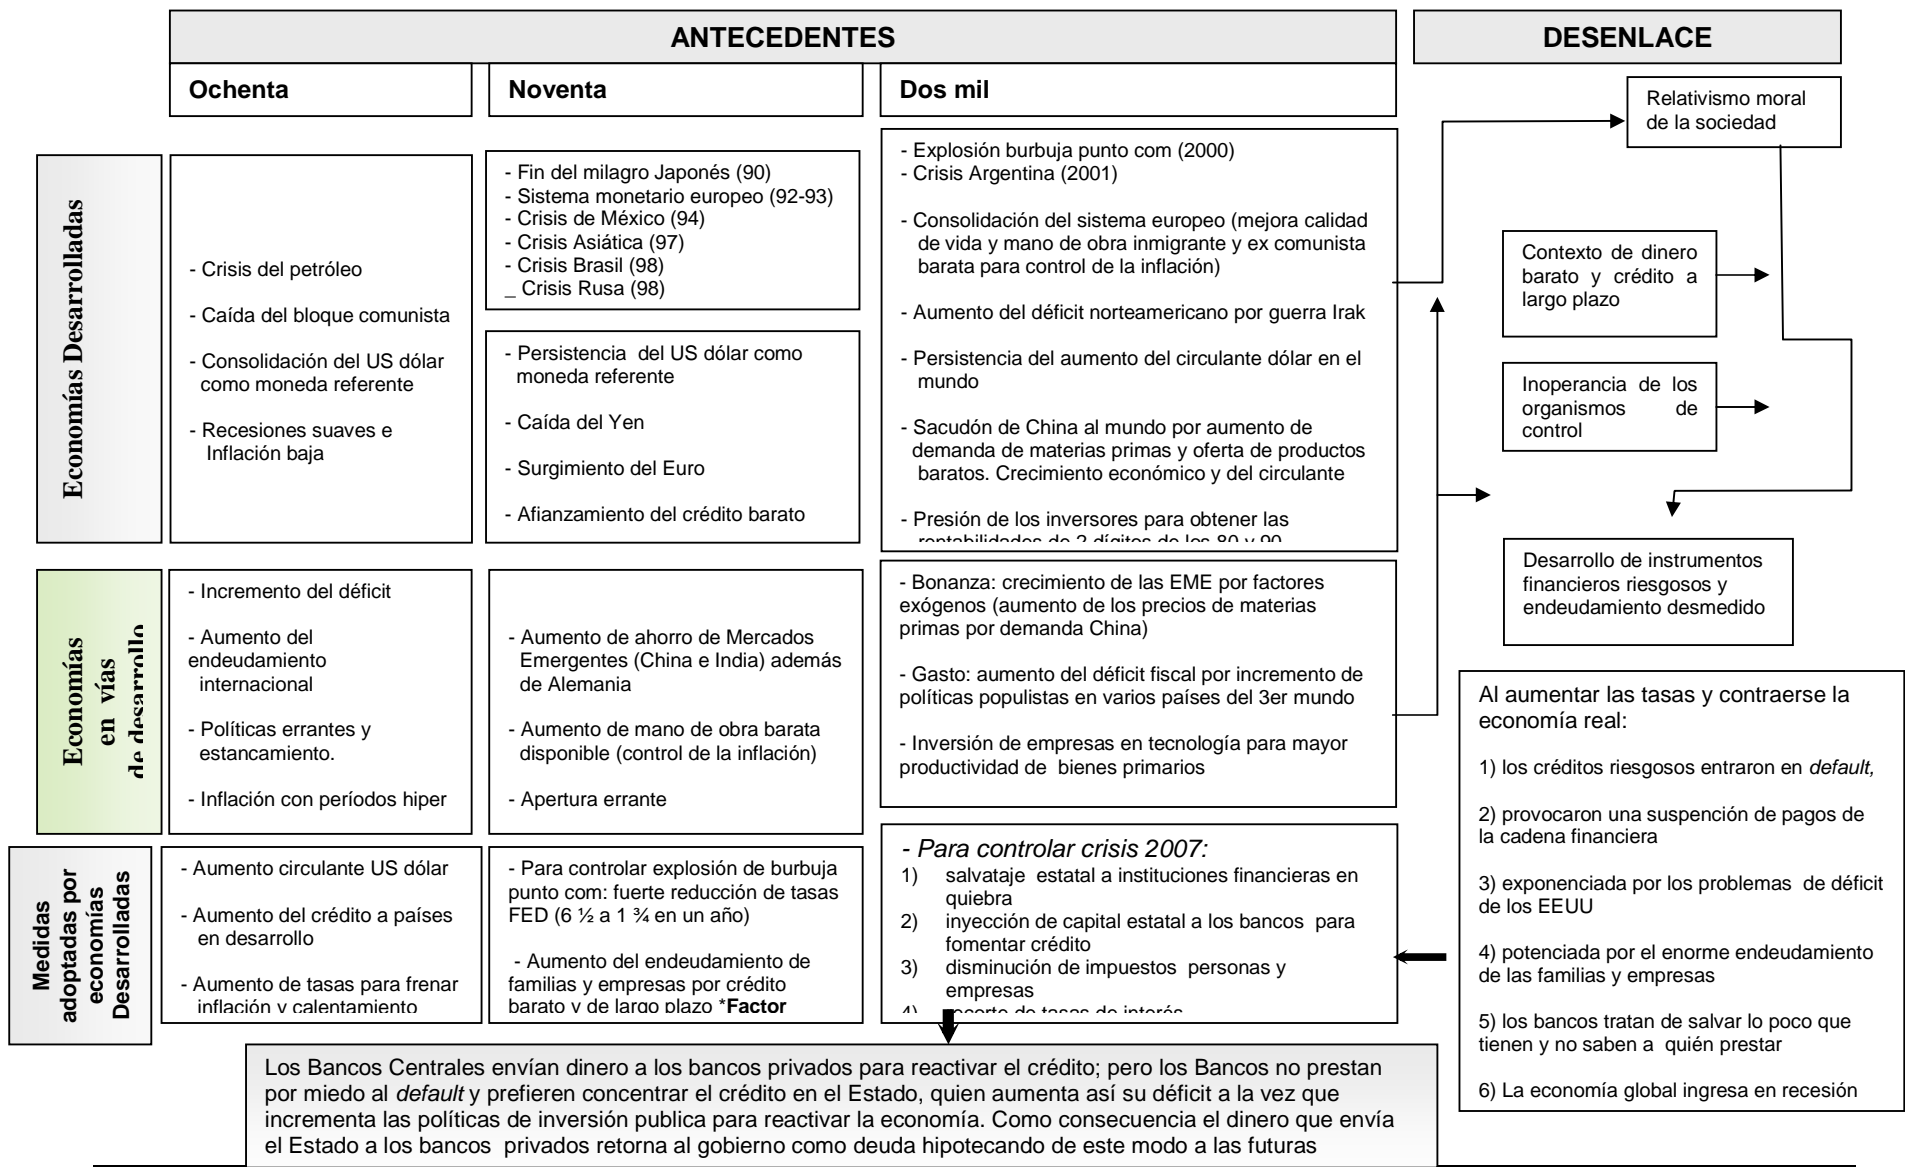 ANTECEDENTES
DESENLACE
Ochenta
Noventa
Dos mil
Economías Desarrolladas
- Crisis del petróleo
- Caída del bloque comunista
- Consolidación del US dólar
como moneda referente
- Recesiones suaves e
Inflación baja
- Fin del milagro Japonés (90)
- Sistema monetario europeo (92-93)
- Crisis de México (94)
- Crisis Asiática (97)
- Crisis Brasil (98)
_ Crisis Rusa (98)
- Persistencia del US dólar como
moneda referente
- Caída del Yen
- Surgimiento del Euro
- Afianzamiento del crédito barato
- Explosión burbuja punto com (2000)
- Crisis Argentina (2001)
- Consolidación del sistema europeo (mejora calidad
de vida y mano de obra inmigrante y ex comunista
barata para control de la inflación)
- Aumento del déficit norteamericano por guerra Irak
- Persistencia del aumento del circulante dólar en el
mundo
- Sacudón de China al mundo por aumento de
demanda de materias primas y oferta de productos
baratos. Crecimiento económico y del circulante
- Presión de los inversores para obtener las
rentabilidades de 2 dígitos de los 80 y 90
Relativismo moral
de la sociedad
Contexto de dinero
barato y crédito a
largo plazo
Inoperancia de los
organismos de
control
Desarrollo de instrumentos
financieros riesgosos y
endeudamiento desmedido
Economías
en vías
de desarrollo
- Incremento del déficit
- Aumento del
endeudamiento
internacional
- Políticas errantes y
estancamiento.
- Inflación con períodos hiper
- Aumento de ahorro de Mercados
Emergentes (China e India) además
de Alemania
- Aumento de mano de obra barata
disponible (control de la inflación)
- Apertura errante
- Bonanza: crecimiento de las EME por factores
exógenos (aumento de los precios de materias
primas por demanda China)
- Gasto: aumento del déficit fiscal por incremento de
políticas populistas en varios países del 3er mundo
- Inversión de empresas en tecnología para mayor
productividad de bienes primarios
Medidas
adoptadas por
economías
Desarrolladas
- Aumento circulante US dólar
- Aumento del crédito a países
en desarrollo
- Aumento de tasas para frenar
inflación y calentamiento
- Para controlar explosión de burbuja
punto com: fuerte reducción de tasas
FED (6 ½ a 1 ¾ en un año)
- Aumento del endeudamiento de
familias y empresas por crédito
barato y de largo plazo *Factor
- Para controlar crisis 2007:
1) salvataje estatal a instituciones financieras en
quiebra
2) inyección de capital estatal a los bancos para
fomentar crédito
3) disminución de impuestos personas y
empresas
4) recorte de tasas de interés
Al aumentar las tasas y contraerse la
economía real:
1) los créditos riesgosos entraron en default,
2) provocaron una suspención de pagos de
la cadena financiera
3) exponenciada por los problemas de déficit
de los EEUU
4) potenciada por el enorme endeudamiento
de las familias y empresas
5) los bancos tratan de salvar lo poco que
tienen y no saben a quién prestar
6) La economía global ingresa en recesión
Los Bancos Centrales envían dinero a los bancos privados para reactivar el crédito; pero los Bancos no prestan
por miedo al default y prefieren concentrar el crédito en el Estado, quien aumenta así su déficit a la vez que
incrementa las políticas de inversión publica para reactivar la economía. Como consecuencia el dinero que envía
el Estado a los bancos privados retorna al gobierno como deuda hipotecando de este modo a las futuras